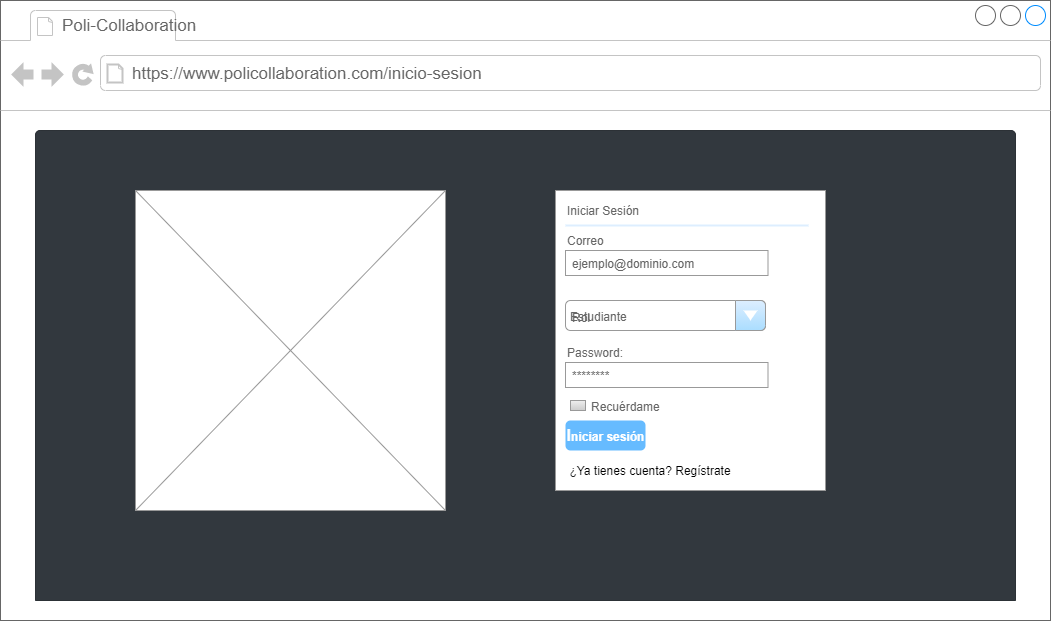 Poli-Collaboration
https://www.policollaboration.com/inicio-sesion
Iniciar Sesión
Correo
ejemplo@dominio.com
Estudiante
Rol
Password:
********
Recuérdame
Iniciar sesión
¿Ya tienes cuenta? Regístrate